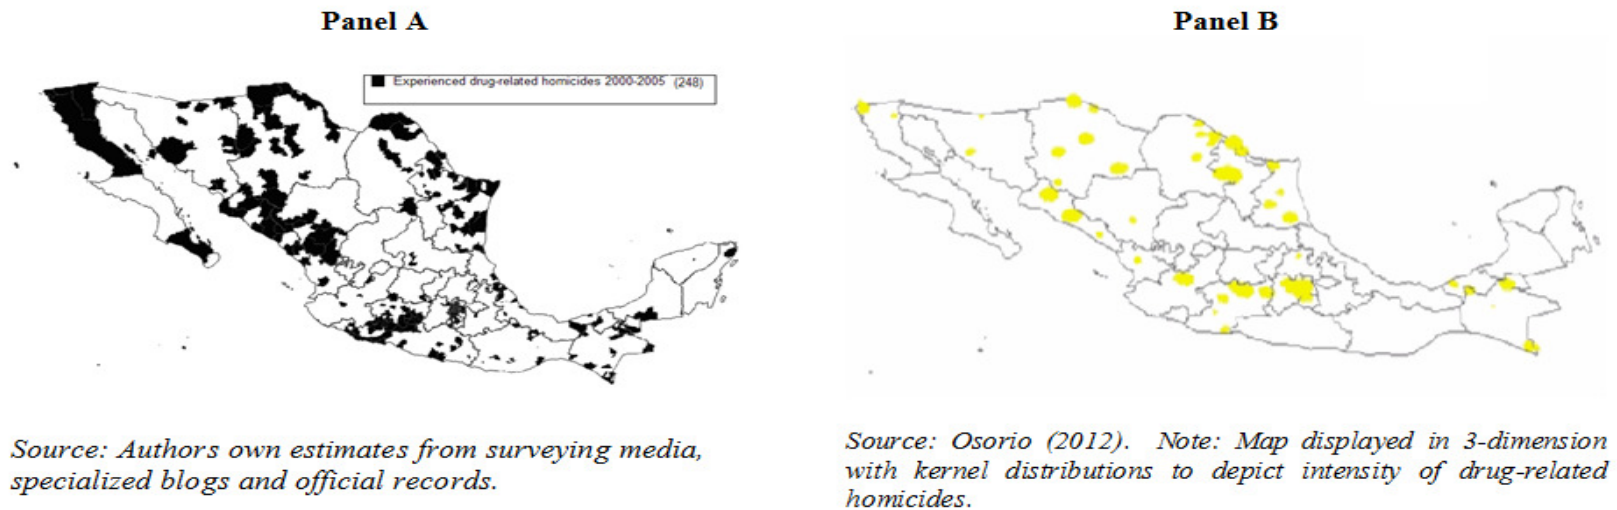 Panel A
Panel B
Experienced drug-related homicides 2000-2005 (248)
Source: Authors own estimates from surveying media,
specialized blogs and official records.
Source: Osorio (2012). Note: Map displayed in 3-dimension
with kernel distributions to depict intensity of drug-related
homicides.